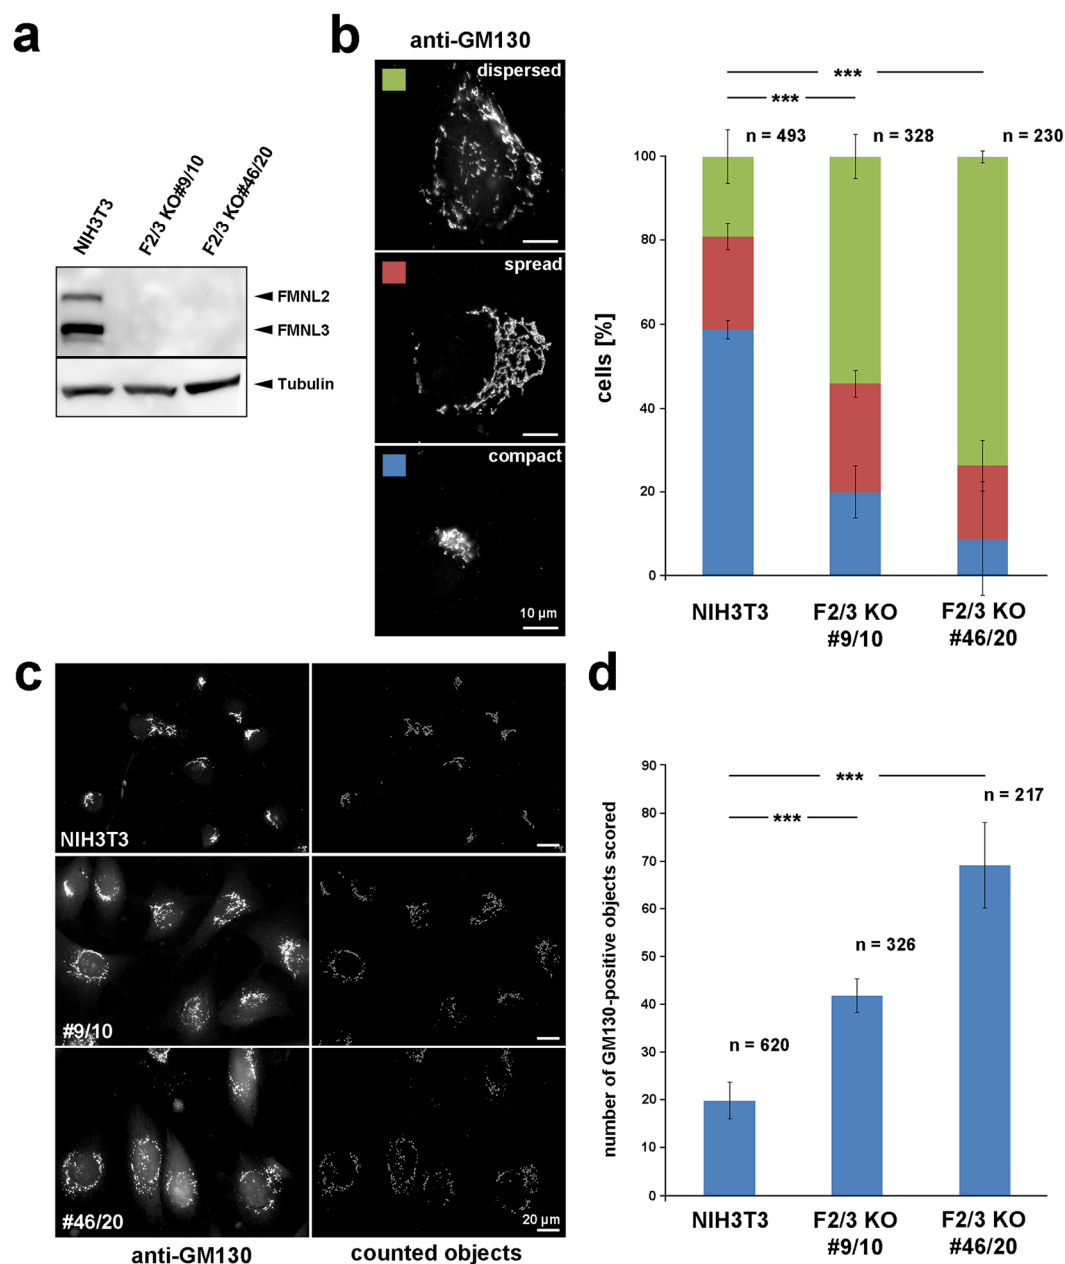 a
NIH3T3
F2/3 KO#9/10
F2/3 KO#46/20
FMNL2
FMNL3
Tubulin
b
anti-GM130
dispersed
spread
compact
10 µm
cells [%]
100
80
60
40
20
0
***
***
n = 493
n = 328
n = 230
NIH3T3
F2/3 KO
#9/10
F2/3 KO
#46/20
c
NIH3T3
#9/10
#46/20
20 µm
anti-GM130
counted objects
d
number of GM130-positive objects scored
90
80
70
60
50
40
30
20
10
0
***
***
n = 620
n = 326
n = 217
NIH3T3
F2/3 KO
#9/10
F2/3 KO
#46/20